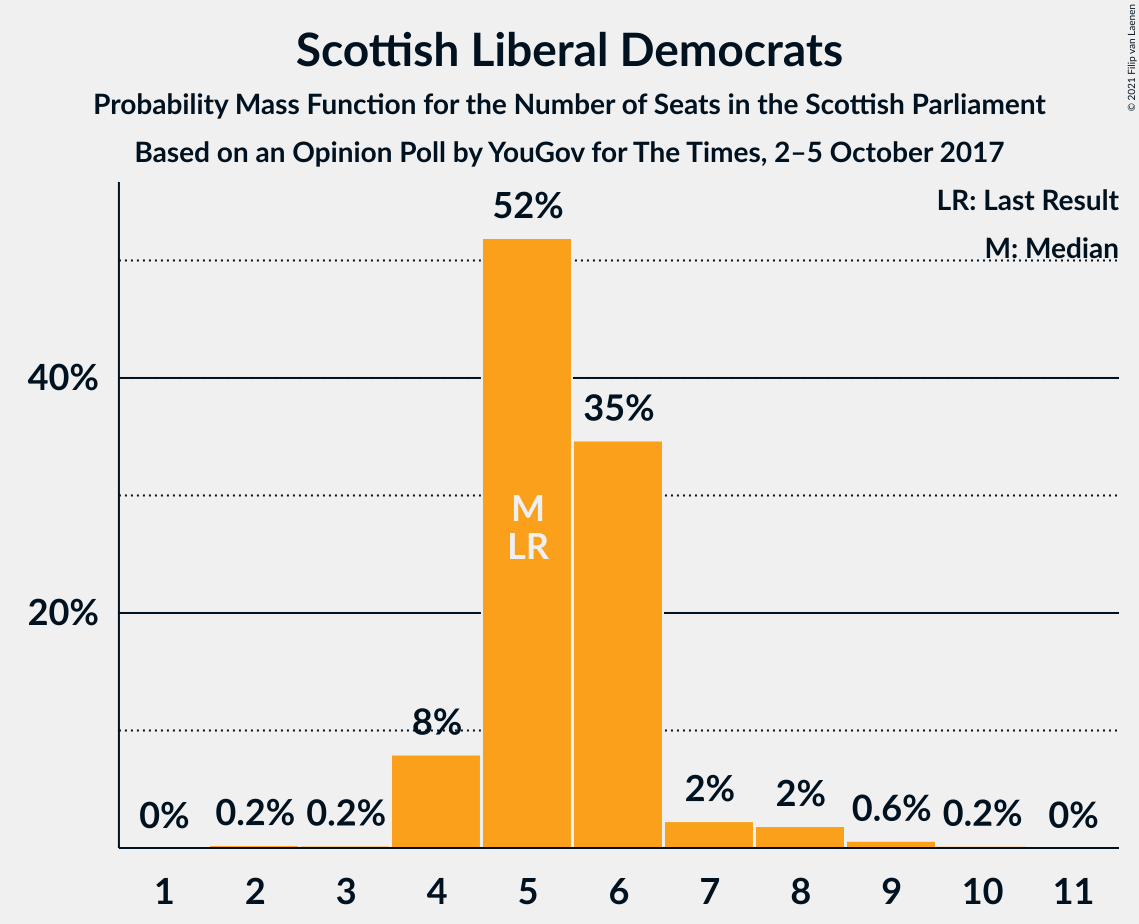 Scottish Liberal Democrats
Probability Mass Function for the Number of Seats in the Scottish Parliament
Based on an Opinion Poll by YouGov for The Times, 2–5 October 2017
© 2021 Filip van Laenen
LR: Last Result
M: Median
52%
40%
35%
M
LR
20%
8%
0%
0.2%
0.2%
2%
2%
0.6%
0.2%
0%
1 2 3 4 5 6 7 8 9 10 11